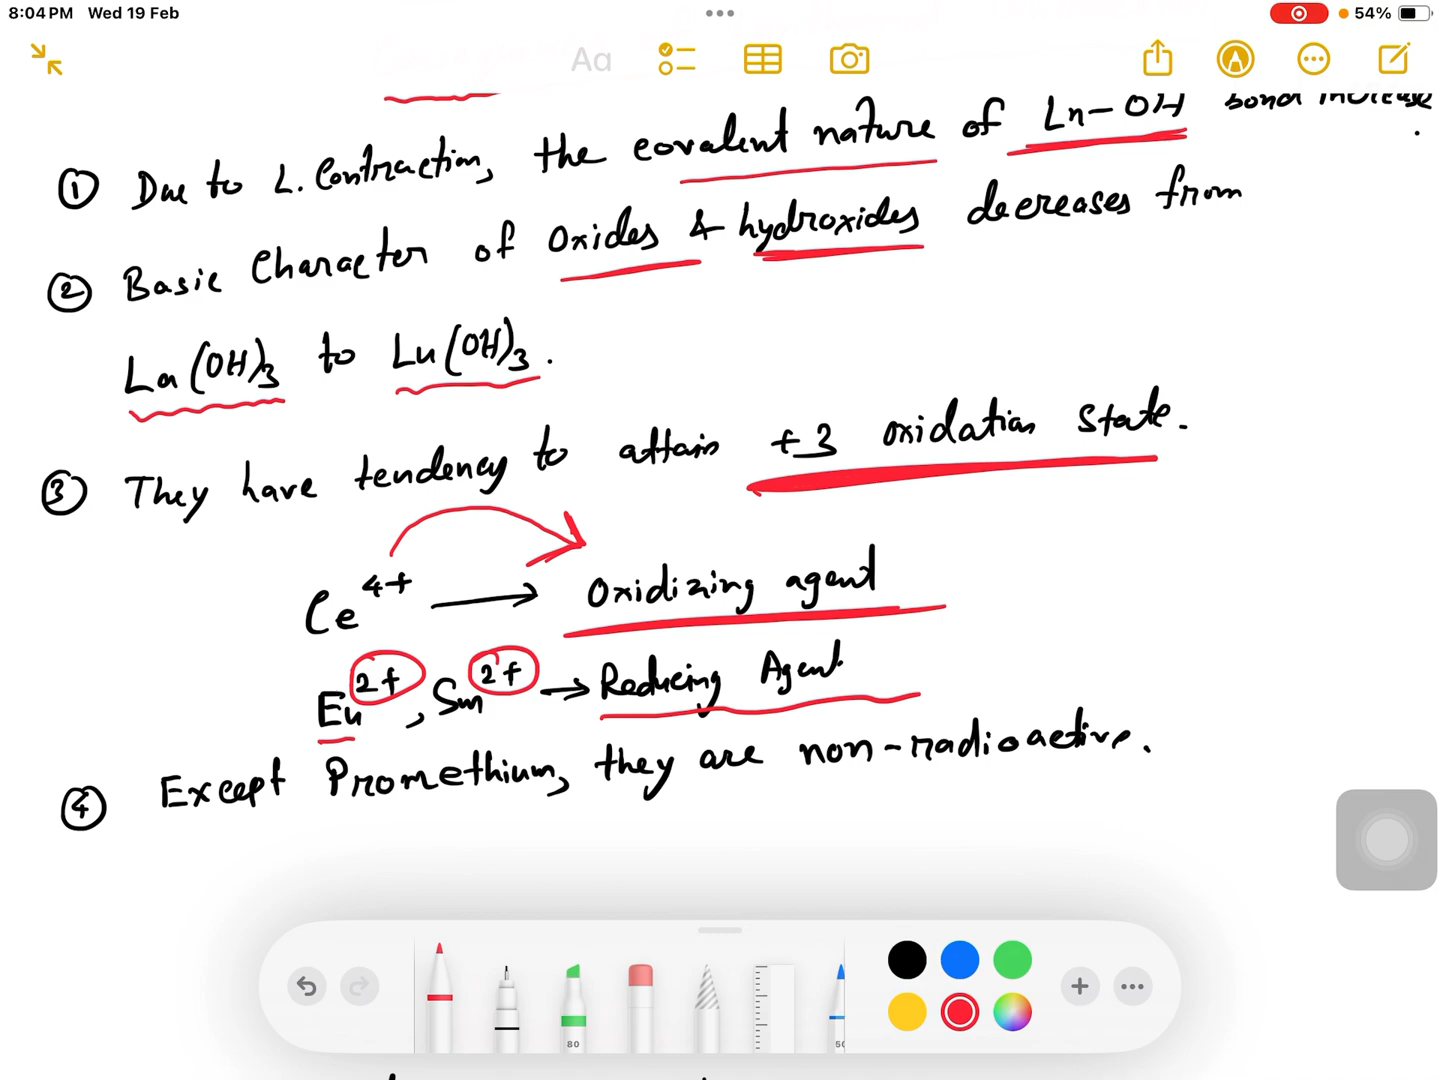 8:04 PM Wed 19 Feb
54%
Aa
① Due to L. Contraction, the covalent nature of Ln-OH bond increase.
② Basic Character of Oxides & hydroxides decreases from
La(OH)3 to Lu(OH)3.
③ They have tendency to attain +3 oxidation state.
Ce4+ → Oxidizing agent
Eu2+, Sm2+ → Reducing Agent
④ Except Promethium, they are non-radioactive.
80
50